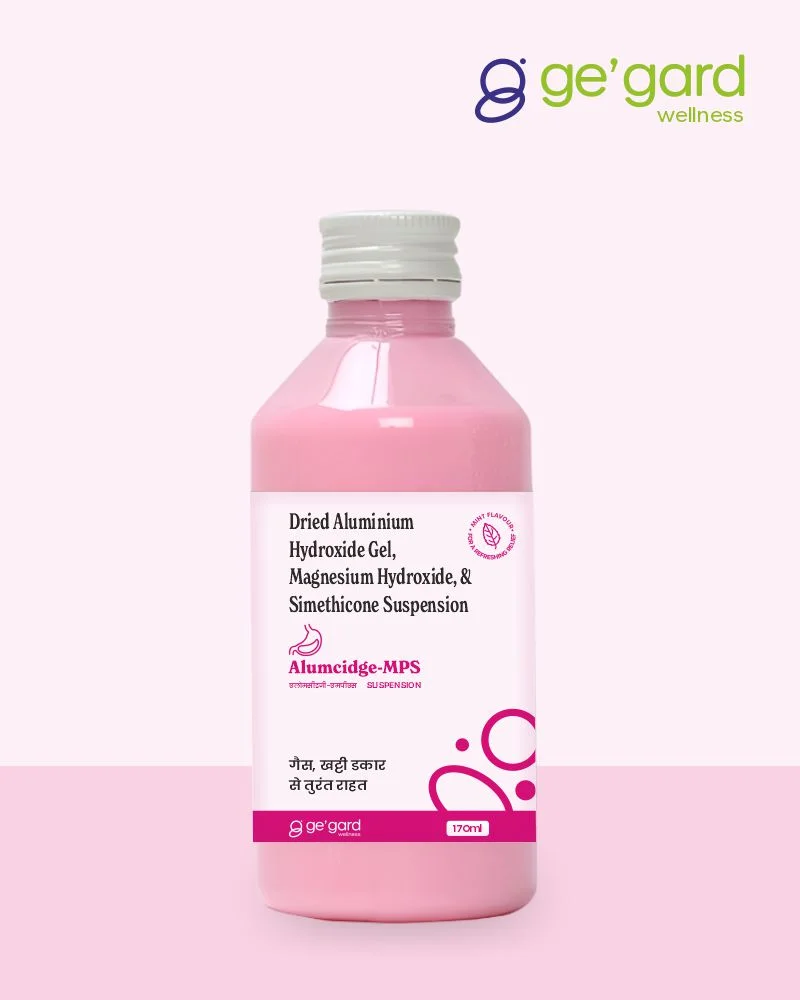 ge'gard
wellness
Dried Aluminium
Hydroxide Gel,
Magnesium Hydroxide, &
Simethicone Suspension
MINT FLAVOUR
FOR A REFRESHING RELIEF
Alumcidge-MPS
SUSPENSION
गैस, खट्टी डकार
से तुरंत राहत
ge'gard
wellness
170ml